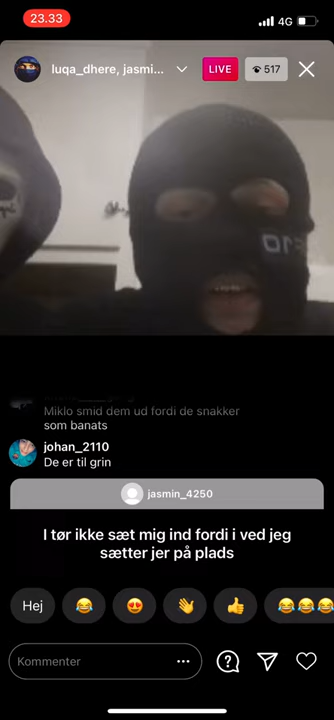 23.33
4G
luqa_dhere, jasmi...
LIVE
517
Miklo smid dem ud fordi de snakker
som banats
johan_2110
De er til grin
jasmin_4250
I tør ikke sæt mig ind fordi i ved jeg
sætter jer på plads
Hej
Kommenter